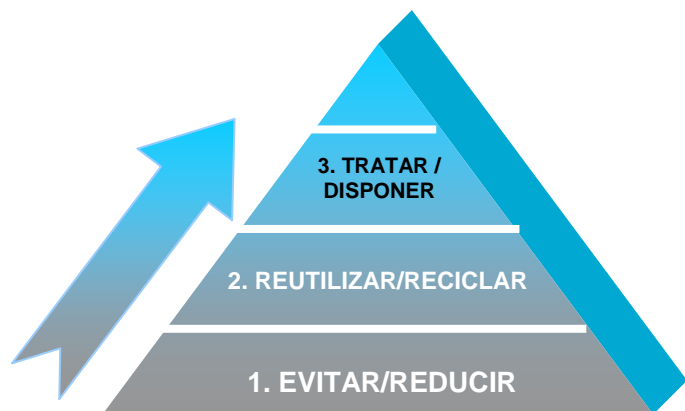 3. TRATAR /
DISPONER
2. REUTILIZAR/RECICLAR
1. EVITAR/REDUCIR